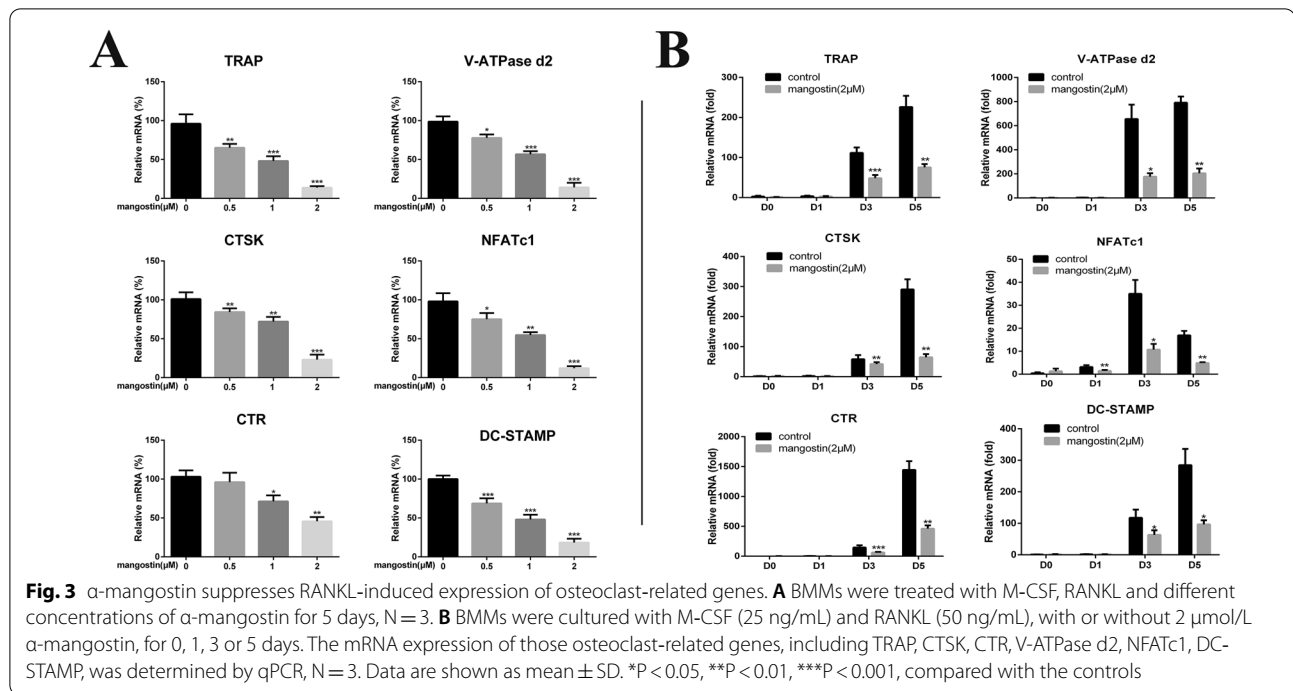 A
TRAP
Relative mRNA (%)
150
100
50
0
**
***
***
mangostin(μM) 0 0.5 1 2
V-ATPase d2
Relative mRNA (%)
150
100
50
0
*
***
***
mangostin(μM) 0 0.5 1 2
CTSK
Relative mRNA (%)
150
100
50
0
**
**
***
mangostin(μM) 0 0.5 1 2
NFATc1
Relative mRNA (%)
150
100
50
0
*
**
***
mangostin(μM) 0 0.5 1 2
CTR
Relative mRNA (%)
150
100
50
0
*
**
mangostin(μM) 0 0.5 1 2
DC-STAMP
Relative mRNA (%)
150
100
50
0
***
***
***
mangostin(μM) 0 0.5 1 2
B
TRAP
control
mangostin(2μM)
Relative mRNA (fold)
300
200
100
0
***
**
D0 D1 D3 D5
V-ATPase d2
control
mangostin(2μM)
Relative mRNA (fold)
1000
800
600
400
200
0
*
**
D0 D1 D3 D5
CTSK
control
mangostin(2μM)
Relative mRNA (fold)
400
300
200
100
0
**
**
D0 D1 D3 D5
NFATc1
control
mangostin(2μM)
Relative mRNA (fold)
50
40
30
20
10
0
**
*
**
D0 D1 D3 D5
CTR
control
mangostin(2μM)
Relative mRNA (fold)
2000
1500
1000
500
0
***
**
D0 D1 D3 D5
DC-STAMP
control
mangostin(2μM)
Relative mRNA (fold)
400
300
200
100
0
*
*
D0 D1 D3 D5
Fig. 3 α-mangostin suppresses RANKL-induced expression of osteoclast-related genes. A BMMs were treated with M-CSF, RANKL and different
concentrations of α-mangostin for 5 days, N = 3. B BMMs were cultured with M-CSF (25 ng/mL) and RANKL (50 ng/mL), with or without 2 μmol/L
α-mangostin, for 0, 1, 3 or 5 days. The mRNA expression of those osteoclast-related genes, including TRAP, CTSK, CTR, V-ATPase d2, NFATc1, DC-
STAMP, was determined by qPCR, N = 3. Data are shown as mean ± SD. *P < 0.05, **P < 0.01, ***P < 0.001, compared with the controls